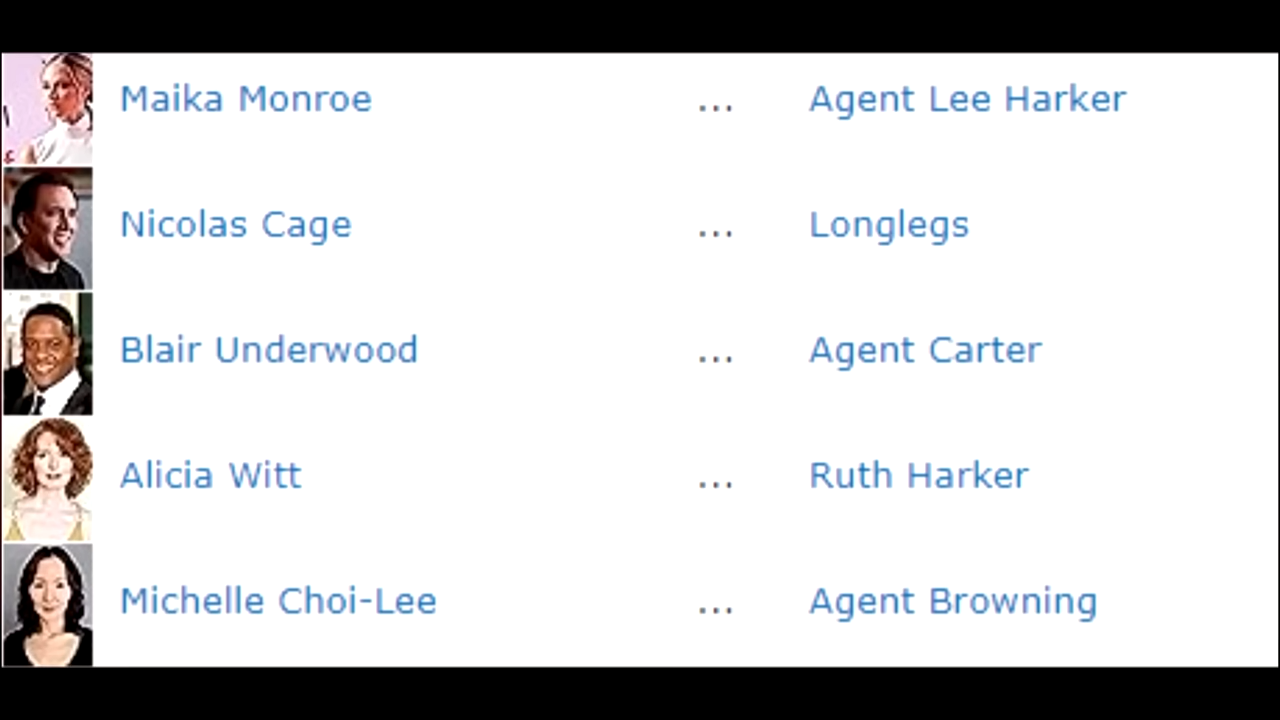 Maika Monroe ... Agent Lee Harker
Nicolas Cage ... Longlegs
Blair Underwood ... Agent Carter
Alicia Witt ... Ruth Harker
Michelle Choi-Lee ... Agent Browning